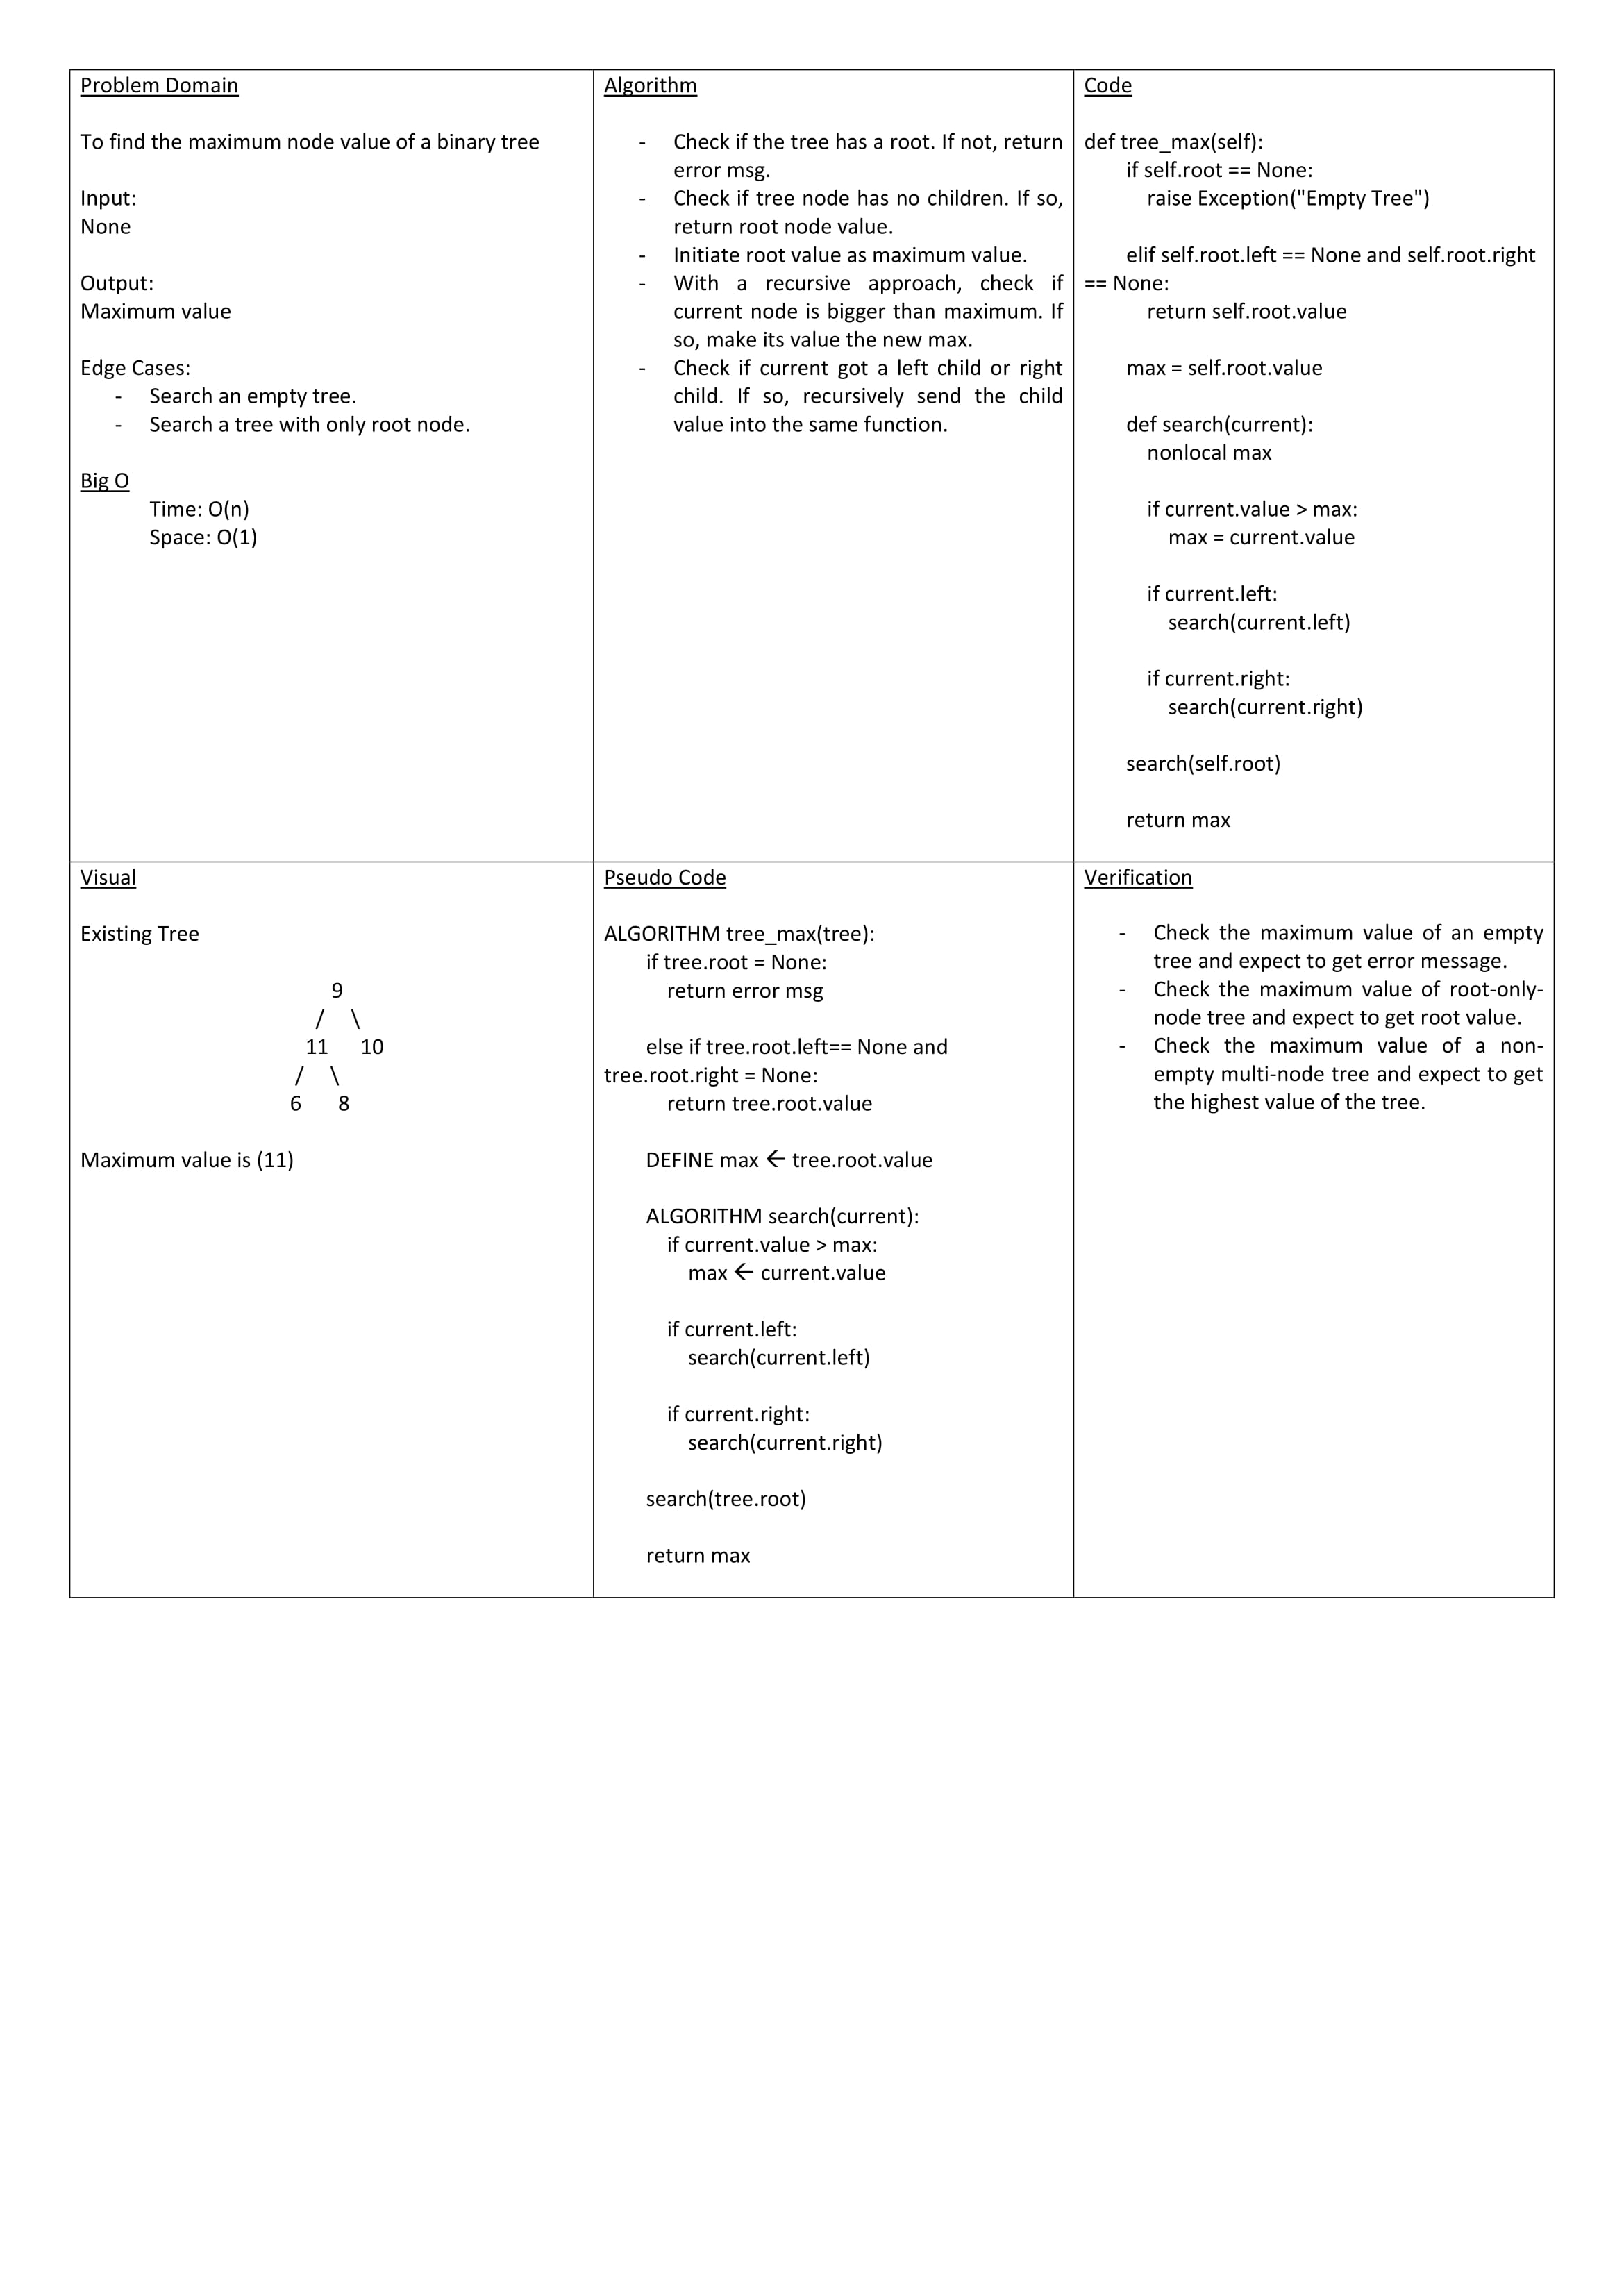 Problem Domain
To find the maximum node value of a binary tree
Input:
None
Output:
Maximum value
Edge Cases:
- Search an empty tree.
- Search a tree with only root node.
Big O
Time: O(n)
Space: O(1)
Algorithm
- Check if the tree has a root. If not, return
error msg.
- Check if tree node has no children. If so,
return root node value.
- Initiate root value as maximum value.
- With a recursive approach, check if
current node is bigger than maximum. If
so, make its value the new max.
- Check if current got a left child or right
child. If so, recursively send the child
value into the same function.
Code
def tree_max(self):
if self.root == None:
raise Exception("Empty Tree")
elif self.root.left == None and self.root.right
== None:
return self.root.value
max = self.root.value
def search(current):
nonlocal max
if current.value > max:
max = current.value
if current.left:
search(current.left)
if current.right:
search(current.right)
search(self.root)
return max
Visual
Existing Tree
9
/ \
11 10
/ \
6 8
Maximum value is (11)
Pseudo Code
ALGORITHM tree_max(tree):
if tree.root = None:
return error msg
else if tree.root.left== None and
tree.root.right = None:
return tree.root.value
DEFINE max ← tree.root.value
ALGORITHM search(current):
if current.value > max:
max ← current.value
if current.left:
search(current.left)
if current.right:
search(current.right)
search(tree.root)
return max
Verification
- Check the maximum value of an empty
tree and expect to get error message.
- Check the maximum value of root-only-
node tree and expect to get root value.
- Check the maximum value of a non-
empty multi-node tree and expect to get
the highest value of the tree.